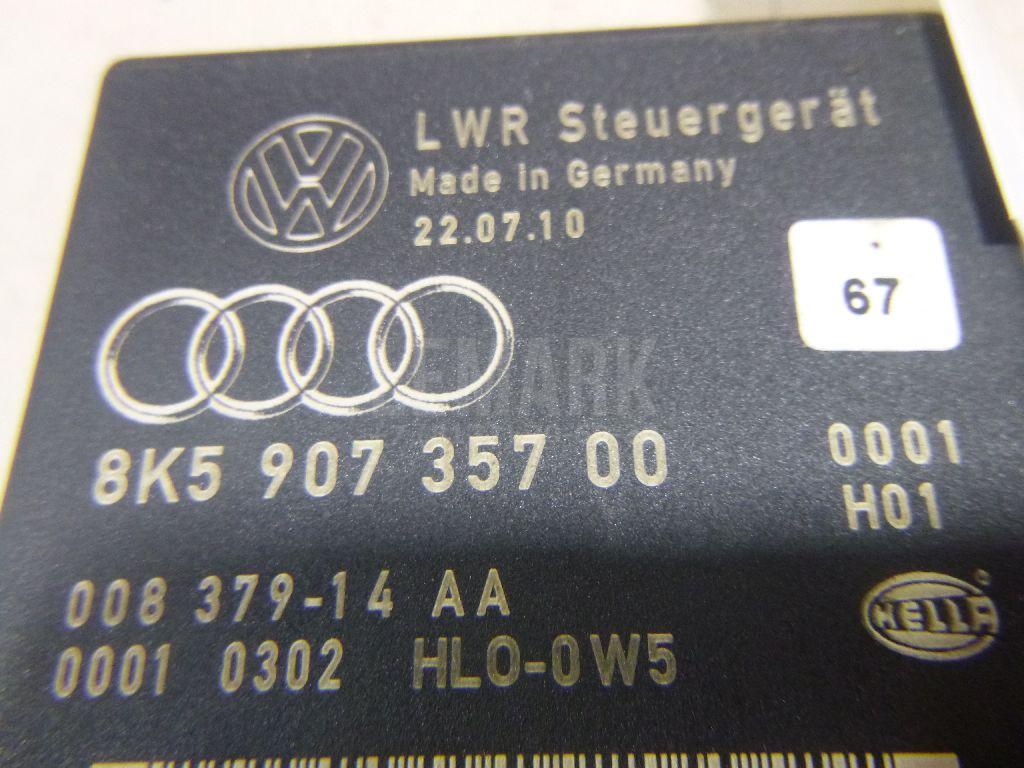 LWR Steuergerät
Made in Germany
22.07.10
67
8K5 907 357 00
0001
H01
008 379-14 AA
0001 0302 HLO-0W5
HELLA